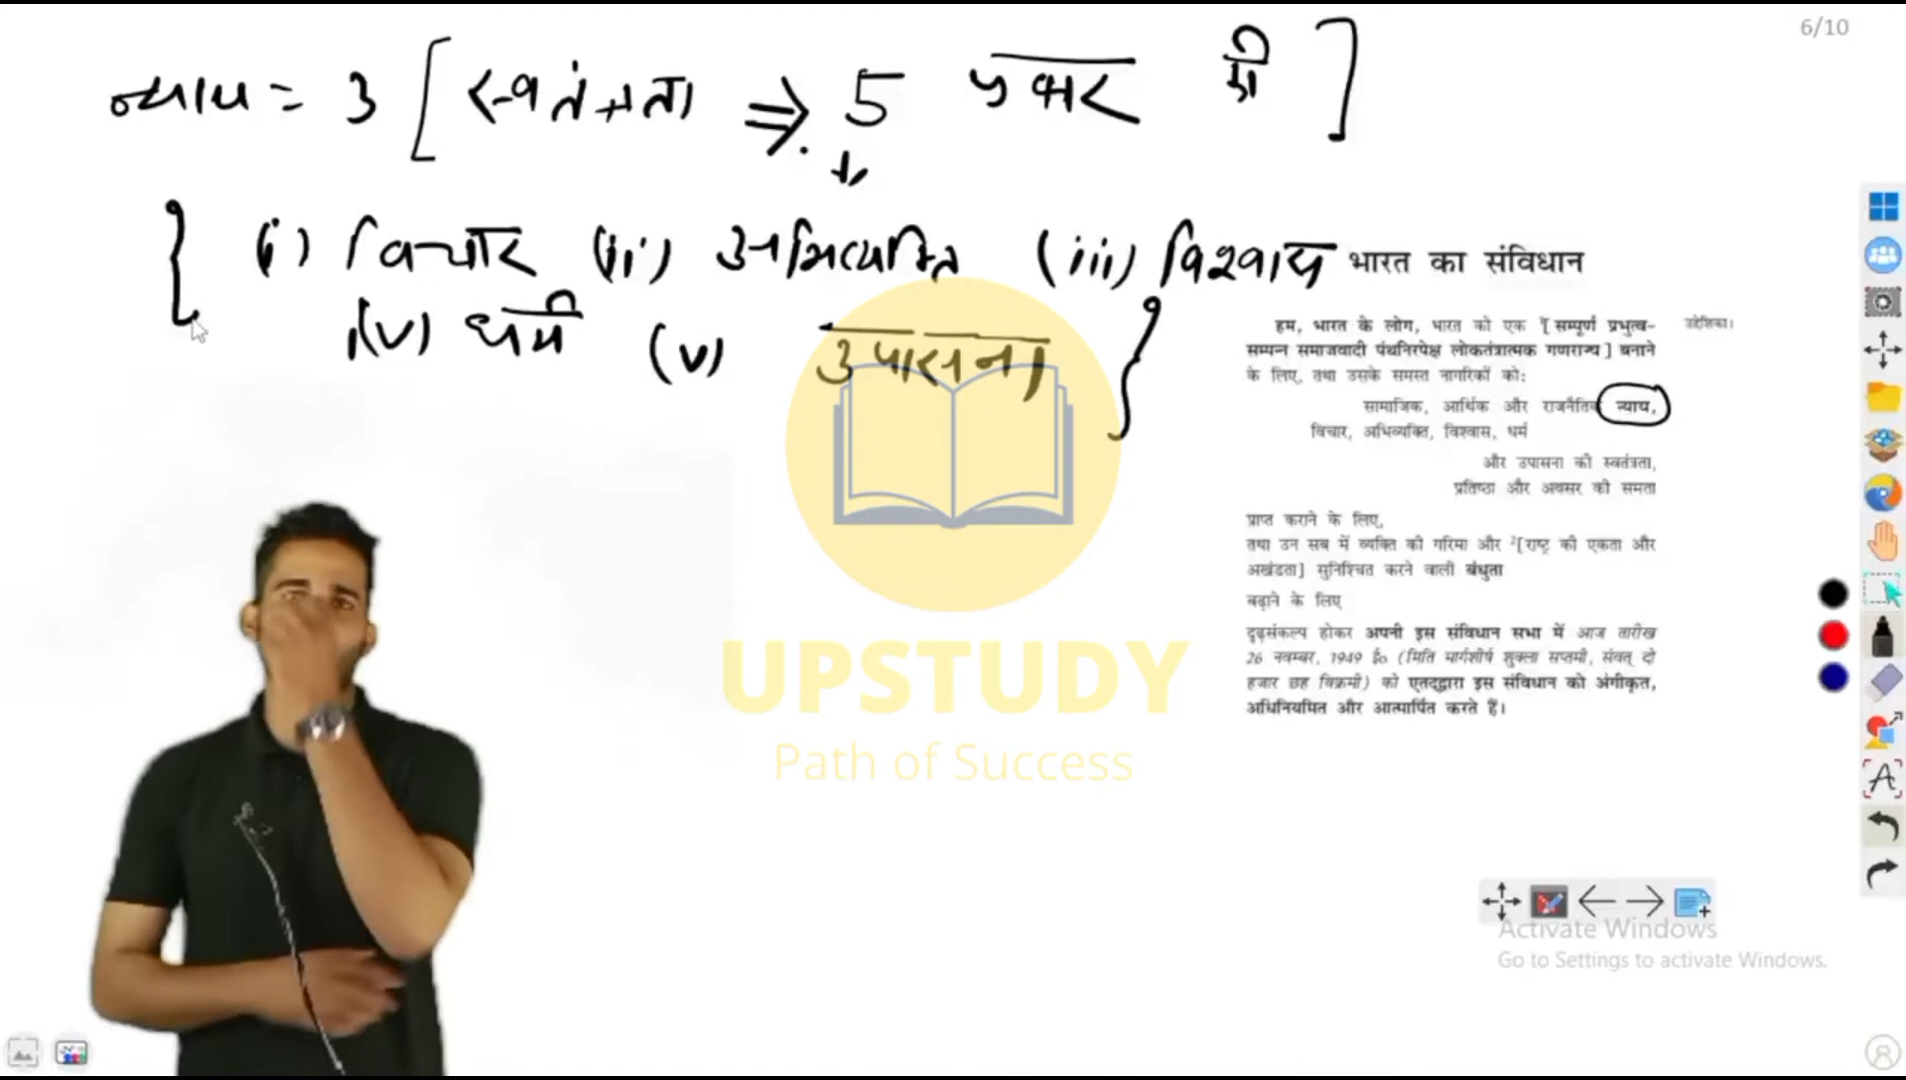 6/10
न्याय = 3 [ स्वतंत्रता ⇒ 5 प्रकार की ]
{ (i) विचार (ii) अभिव्यक्ति (iii) विश्वास
(iv) धर्म (v) उपासना }
भारत का संविधान
उद्देशिका।
हम, भारत के लोग, भारत को एक ¹[सम्पूर्ण प्रभुत्व-
सम्पन्न समाजवादी पंथनिरपेक्ष लोकतंत्रात्मक गणराज्य] बनाने
के लिए, तथा उसके समस्त नागरिकों को:
सामाजिक, आर्थिक और राजनैतिक न्याय,
विचार, अभिव्यक्ति, विश्वास, धर्म
और उपासना की स्वतंत्रता,
प्रतिष्ठा और अवसर की समता
प्राप्त कराने के लिए,
तथा उन सब में व्यक्ति की गरिमा और ²[राष्ट्र की एकता और
अखंडता] सुनिश्चित करने वाली बंधुता
बढ़ाने के लिए
दृढ़संकल्प होकर अपनी इस संविधान सभा में आज तारीख
26 नवम्बर, 1949 ई० (मिति मार्गशीर्ष शुक्ला सप्तमी, संवत् दो
हजार छह विक्रमी) को एतद्द्वारा इस संविधान को अंगीकृत,
अधिनियमित और आत्मार्पित करते हैं।
UPSTUDY
Path of Success
Activate Windows
Go to Settings to activate Windows.